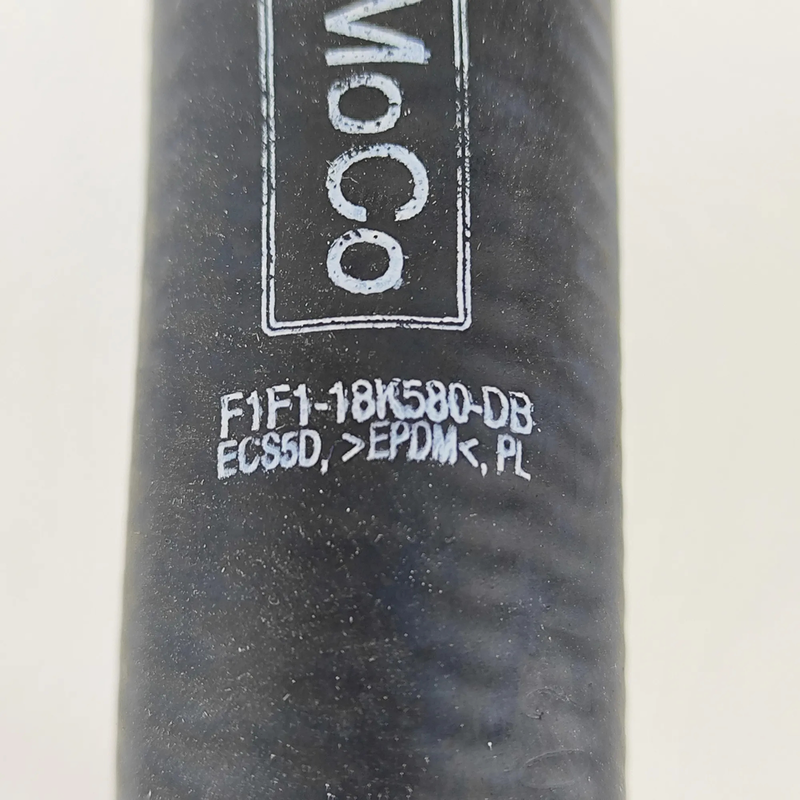 MoCo
F1F1-18K580-DB
ECS5D, >EPDM<, PL